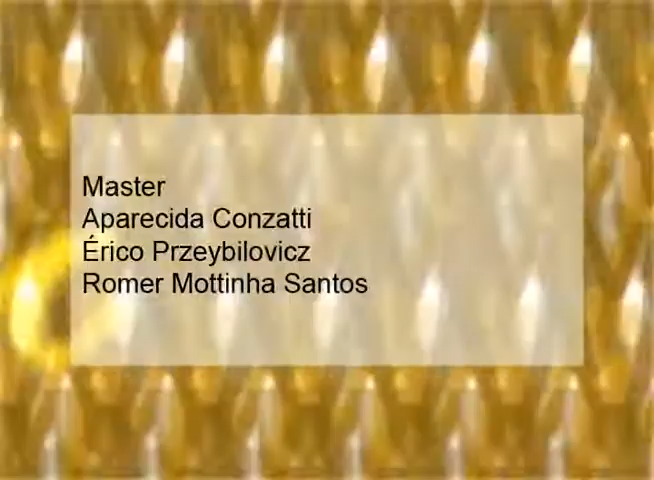 Master
Aparecida Conzatti
Érico Przeybilovicz
Romer Mottinha Santos